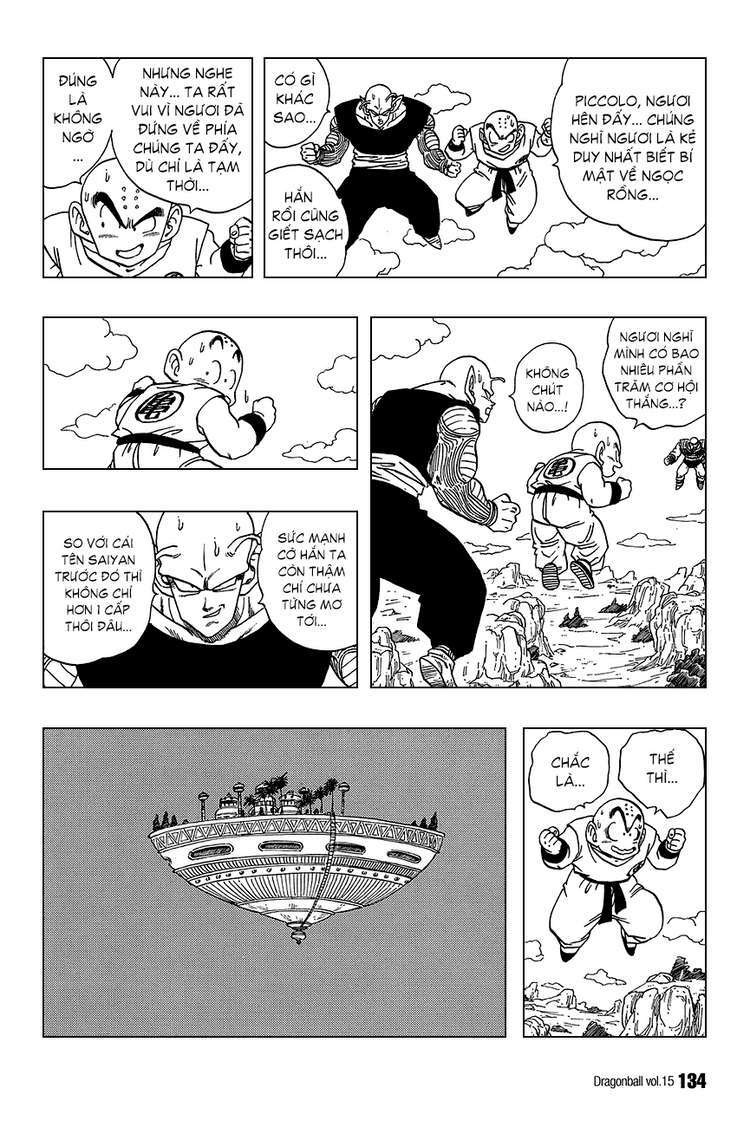 PICCOLO, NGƯƠI
HÊN ĐẤY... CHÚNG
NGHĨ NGƯƠI LÀ KẺ
DUY NHẤT BIẾT BÍ
MẬT VỀ NGỌC
RỒNG...
CÓ GÌ
KHÁC
SAO...
HẮN
RỒI CŨNG
GIẾT SẠCH
THÔI...
NHƯNG NGHE
NÀY... TA RẤT
VUI VÌ NGƯƠI ĐÃ
ĐỨNG VỀ PHÍA
CHÚNG TA ĐẤY,
DÙ CHỈ LÀ TẠM
THỜI...
ĐÚNG
LÀ
KHÔNG
NGỜ
...
NGƯƠI NGHĨ
MÌNH CÓ BAO
NHIÊU PHẦN
TRĂM CƠ HỘI
THẮNG...?
KHÔNG
CHÚT
NÀO...!
SỨC MẠNH
CỞ HẮN TA
CÒN THẬM
CHÍ CHƯA
TỪNG MƠ
TỚI...
SO VỚI CÁI
TÊN SAIYAN
TRƯỚC ĐÓ THÌ
KHÔNG CHỈ
HƠN 1 CẤP
THÔI ĐÂU...
THẾ
THÌ...
CHẮC
LÀ...
Dragonball vol.15 134